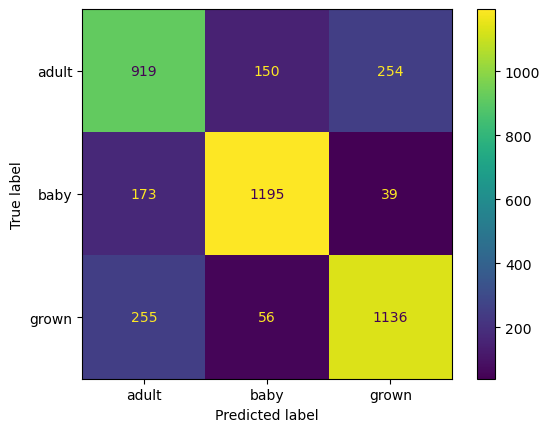 adult 919 150 254
baby 173 1195 39
grown 255 56 1136
adult baby grown
Predicted label
True label
1000
800
600
400
200